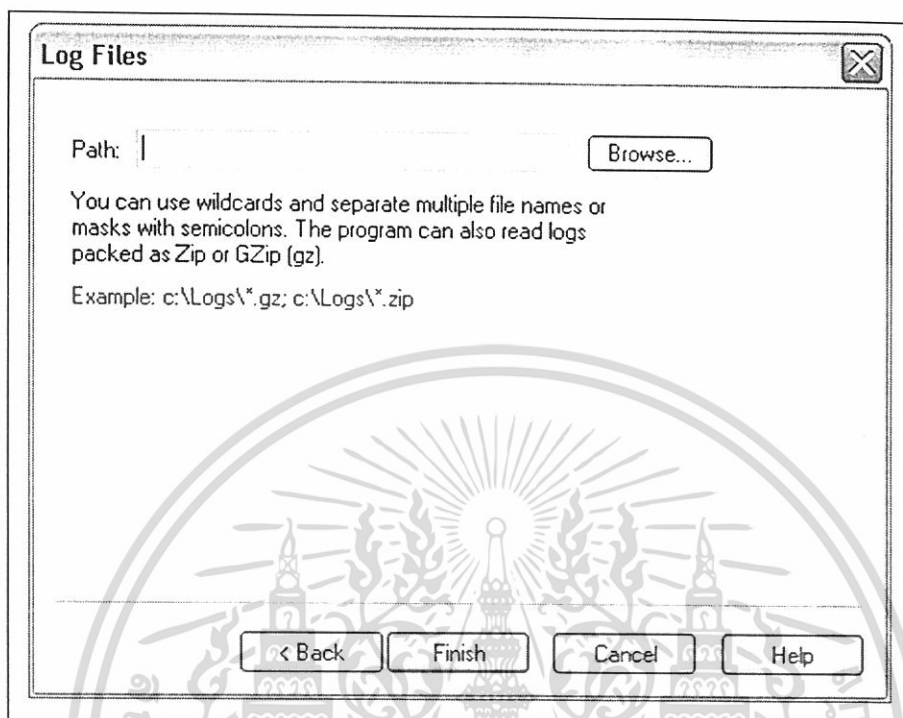 Log Files
Path:
Browse...
You can use wildcards and separate multiple file names or
masks with semicolons. The program can also read logs
packed as Zip or GZip (gz).
Example: c:\Logs\*.gz; c:\Logs\*.zip
< Back
Finish
Cancel
Help